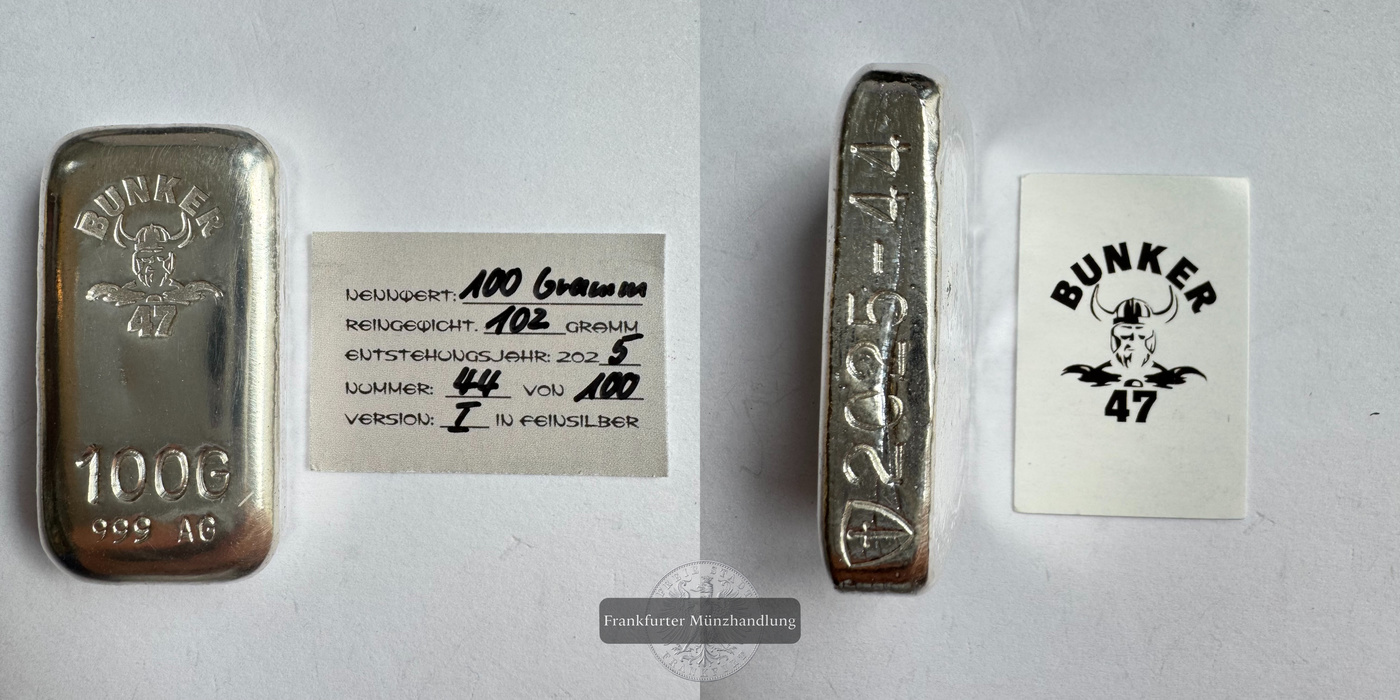 BUNKER
47
100G
999 AG
NENNWERT: 100 Gramm
REINGEWICHT. 102 GRAMM
ENTSTEHUNGSJAHR: 2025
NUMMER: 44 VON 100
VERSION: I IN FEINSILBER
2025-44
BUNKER
47
Frankfurter Münzhandlung